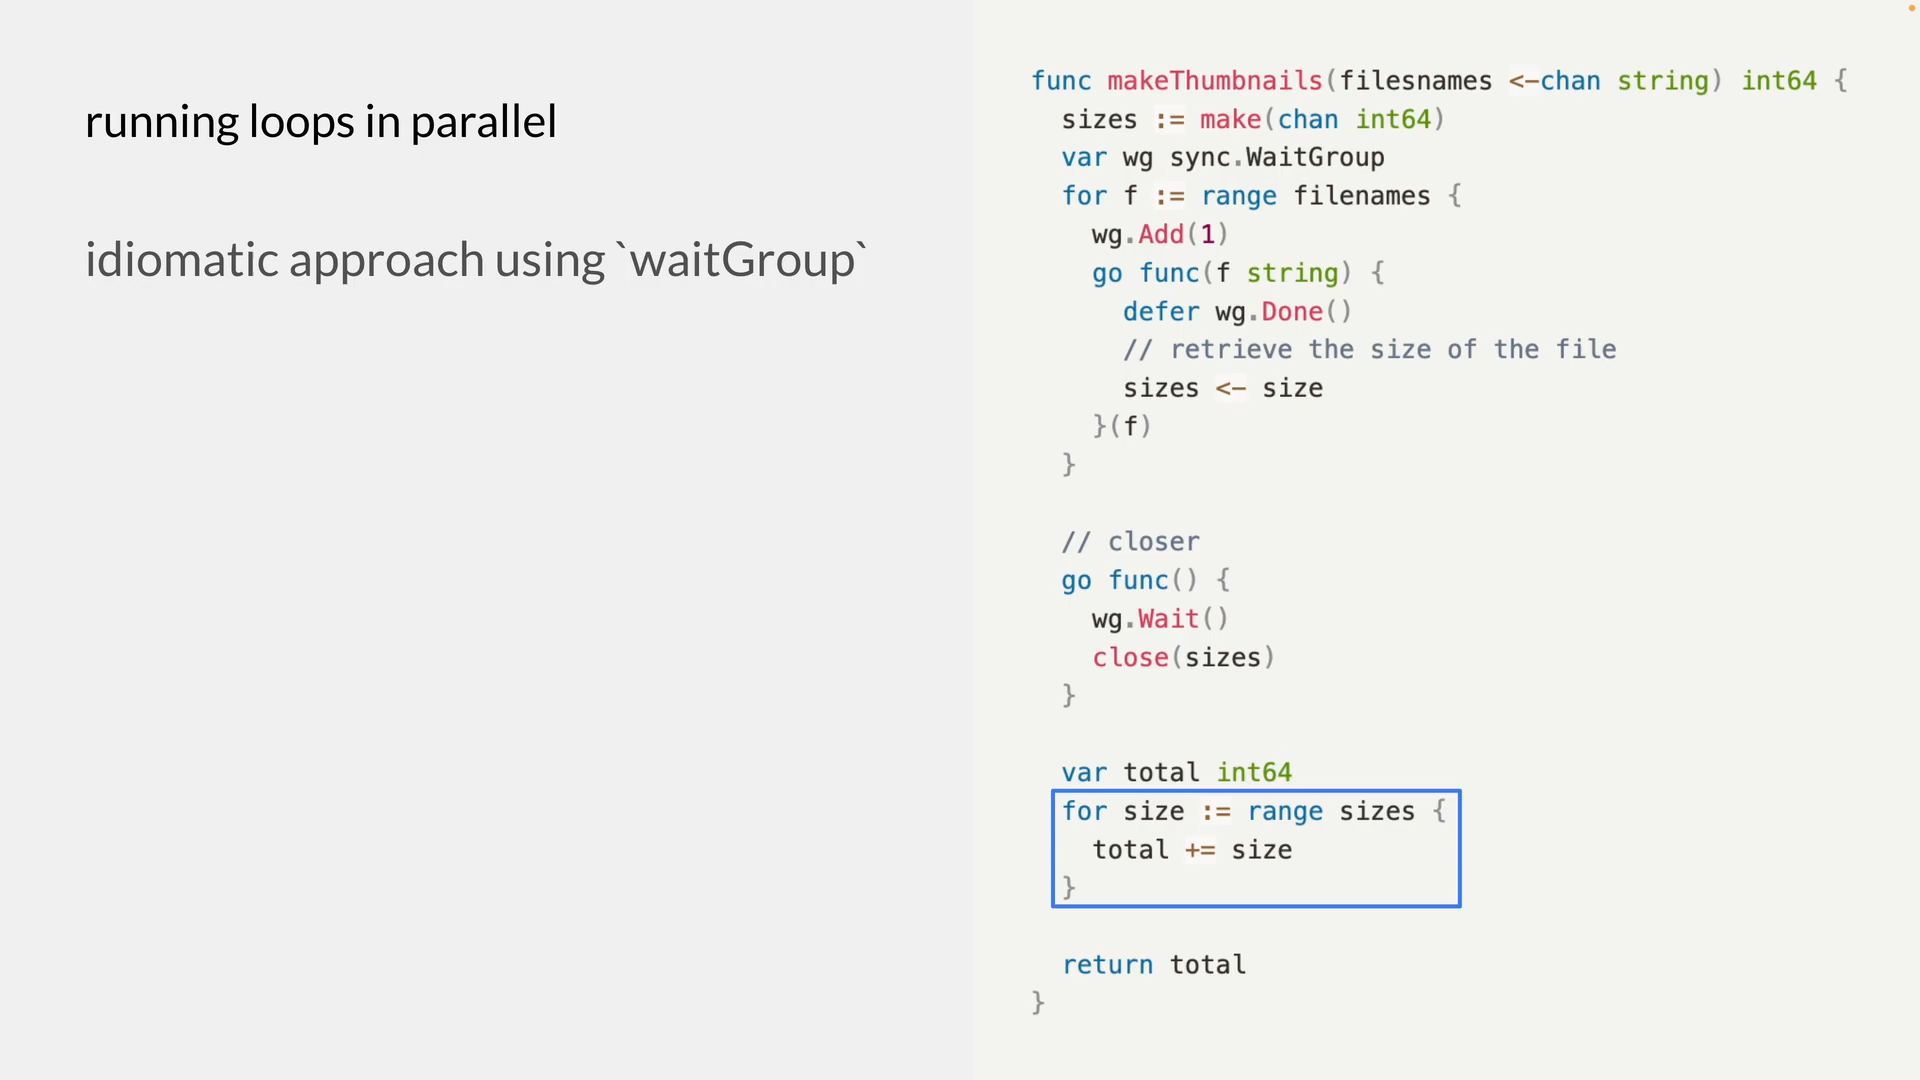 running loops in parallel
idiomatic approach using `waitGroup`
func makeThumbnails(filesnames <-chan string) int64 {
  sizes := make(chan int64)
  var wg sync.WaitGroup
  for f := range filenames {
    wg.Add(1)
    go func(f string) {
      defer wg.Done()
      // retrieve the size of the file
      sizes <- size
    }(f)
  }
  // closer
  go func() {
    wg.Wait()
    close(sizes)
  }
  var total int64
  for size := range sizes {
    total += size
  }
  return total
}